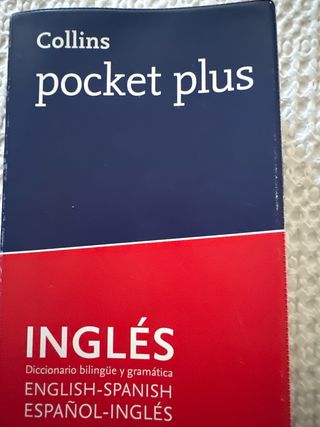 Collins
pocket plus
INGLÉS
Diccionario bilingüe y gramática
ENGLISH-SPANISH
ESPAÑOL-INGLÉS